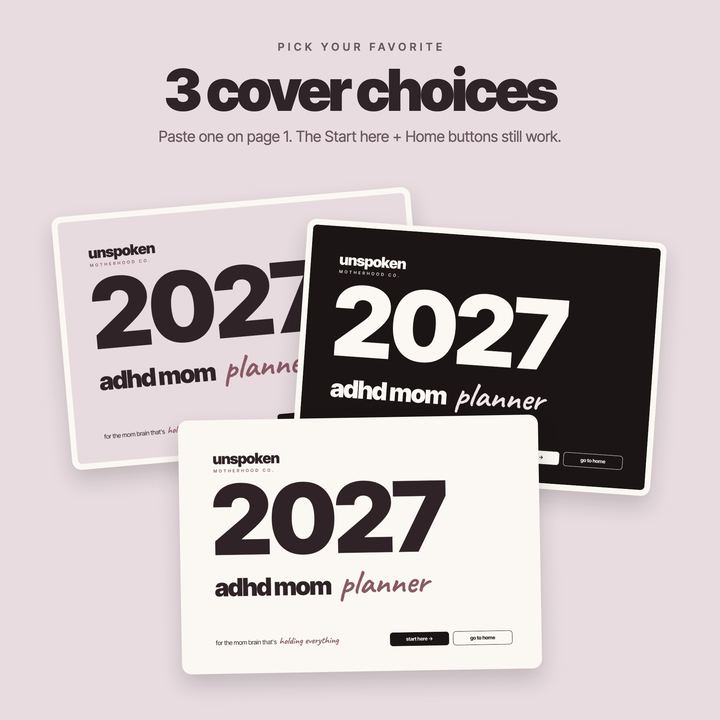 PICK YOUR FAVORITE
3 cover choices
Paste one on page 1. The Start here + Home buttons still work.
unspoken
MOTHERHOOD CO.
2027
adhd mom
for the mom brain that's
unspoken
MOTHERHOOD CO.
2027
adhd mom planner
go to home
unspoken
MOTHERHOOD CO.
2027
adhd mom planner
for the mom brain that's holding everything
start here →
go to home